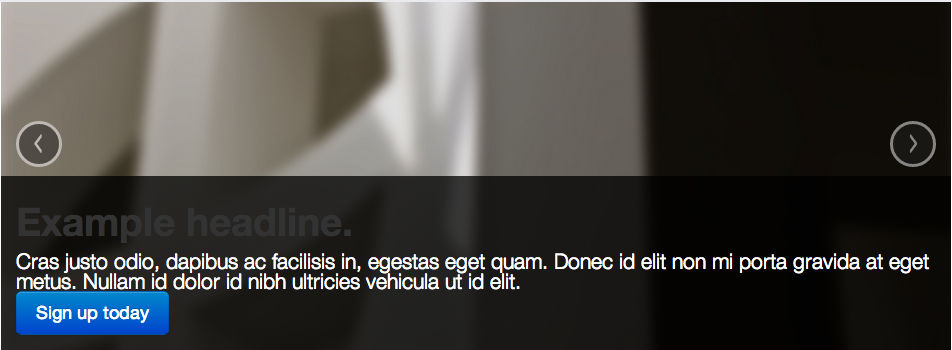 Example headline.
Cras justo odio, dapibus ac facilisis in, egestas eget quam. Donec id elit non mi porta gravida at eget
metus. Nullam id dolor id nibh ultricies vehicula ut id elit.
Sign up today